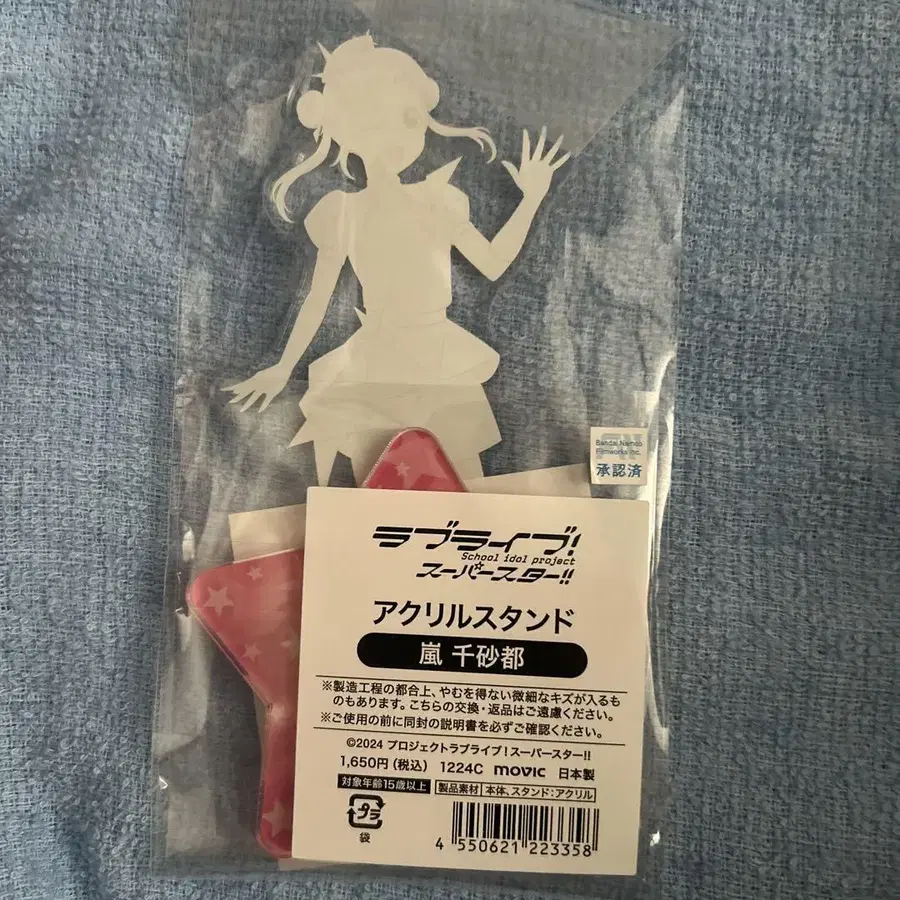 Bandai Namco
Filmworks Inc.
承認済
ラブライブ!
School idol project
スーパースター!!
アクリルスタンド
嵐 千砂都
※製造工程の都合上、やむを得ない微細なキズが入るも
のもあります。こちらの交換・返品はご遠慮ください。
※ご使用の前に同封の説明書を必ずご確認ください。
©2024 プロジェクトラブライブ!スーパースター!!
1,650円(税込) 1224C movic 日本製
対象年齢15歳以上 製品素材 本体、スタンド:アクリル
プラ
袋
4 550621 223358